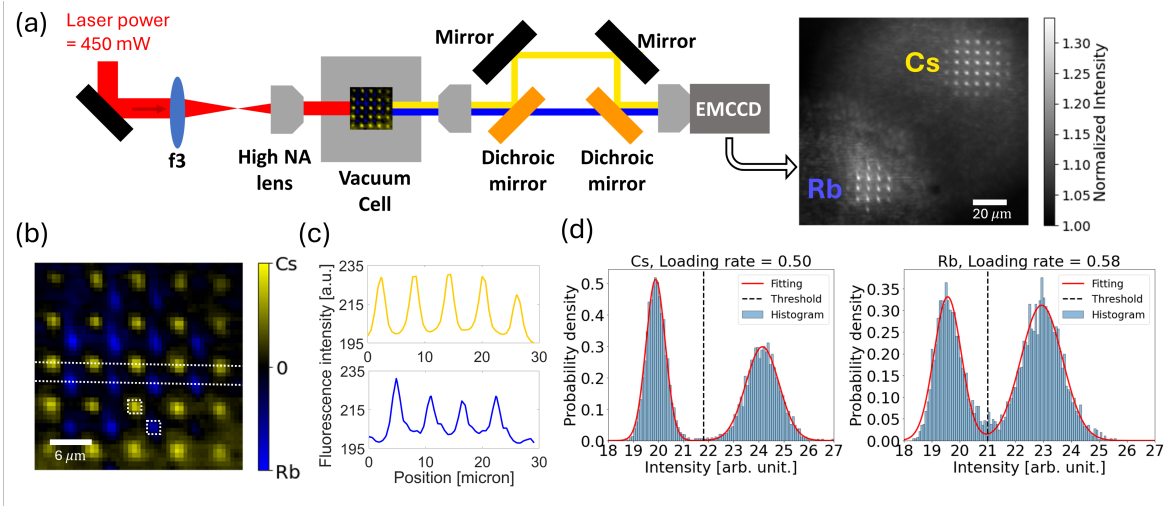 (a)
Laser power
= 450 mW
f3
High NA
lens
Vacuum
Cell
Mirror
Mirror
Dichroic
mirror
Dichroic
mirror
EMCCD
Cs
Rb
20 μm
1.30
1.25
1.20
1.15
1.10
1.05
1.00
Normalized Intensity
(b)
6 μm
Cs
0
Rb
(c)
Fluorescence intensity [a.u.]
235
215
195
0 10 20 30
235
215
195
0 10 20 30
Position [micron]
(d)
Cs, Loading rate = 0.50
Probability density
0.5
0.4
0.3
0.2
0.1
0.0
18 19 20 21 22 23 24 25 26 27
Intensity [arb. unit.]
Fitting
Threshold
Histogram
Rb, Loading rate = 0.58
Probability density
0.35
0.30
0.25
0.20
0.15
0.10
0.05
0.00
18 19 20 21 22 23 24 25 26 27
Intensity [arb. unit.]
Fitting
Threshold
Histogram